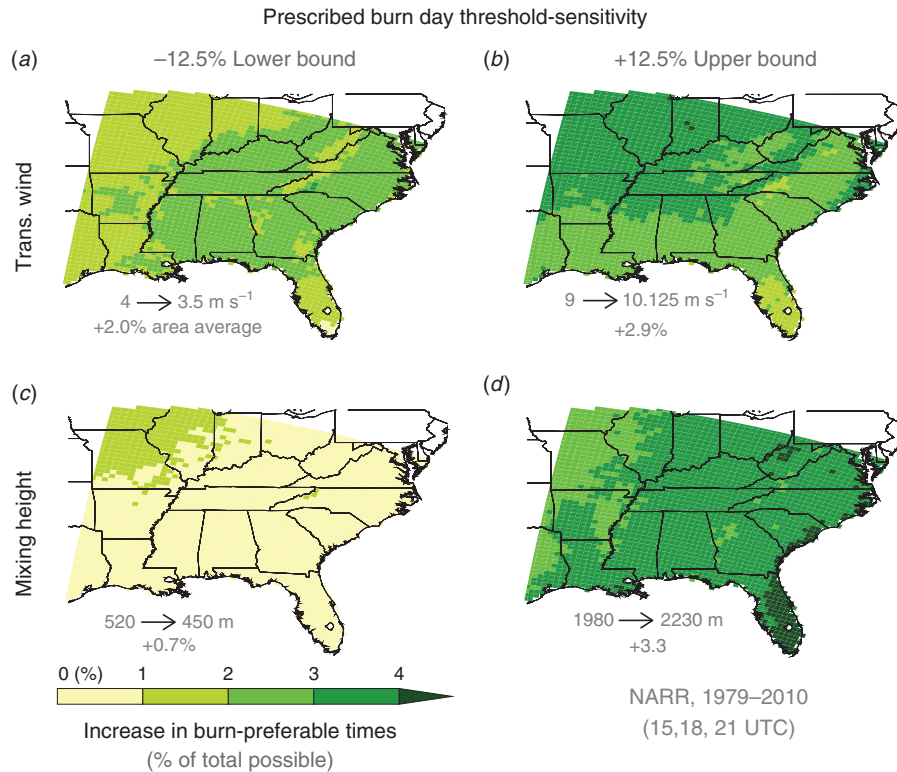 Prescribed burn day threshold-sensitivity
(a)
–12.5% Lower bound
(b)
+12.5% Upper bound
Trans. wind
4 → 3.5 m s⁻¹
+2.0% area average
9 → 10.125 m s⁻¹
+2.9%
(c)
(d)
Mixing height
520 → 450 m
+0.7%
1980 → 2230 m
+3.3
0 (%) 1 2 3 4
Increase in burn-preferable times
(% of total possible)
NARR, 1979–2010
(15,18, 21 UTC)